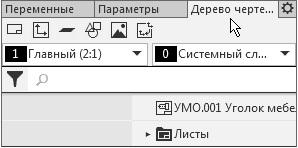 Переменные Параметры Дерево черте...
1 Главный (2:1) 0 Системный сл...
УМО.001 Уголок мебе
Листы